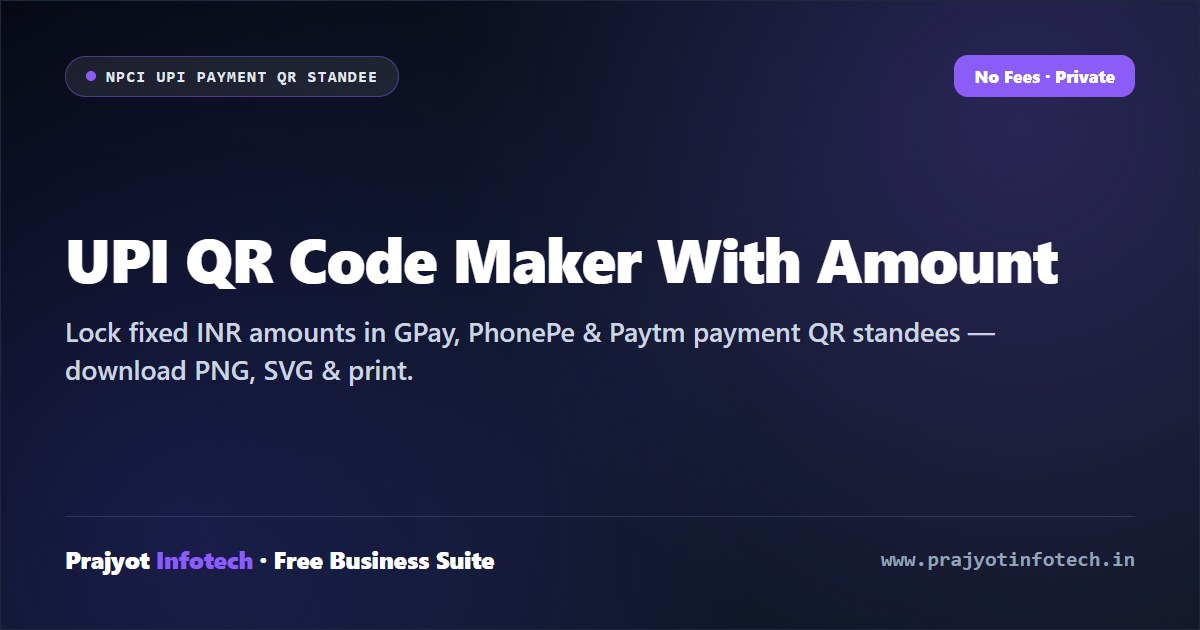 NPCI UPI PAYMENT QR STANDEE
No Fees · Private
UPI QR Code Maker With Amount
Lock fixed INR amounts in GPay, PhonePe & Paytm payment QR standees —
download PNG, SVG & print.
Prajyot Infotech · Free Business Suite
www.prajyotinfotech.in